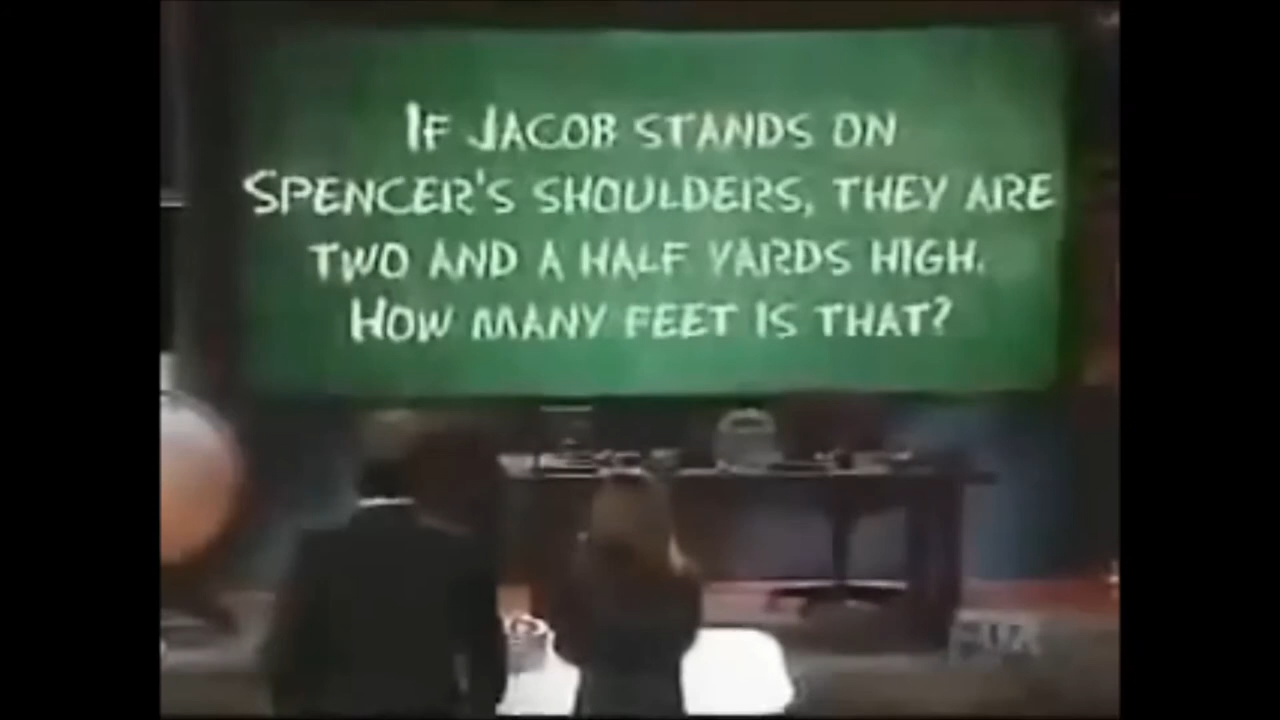 IF JACOB STANDS ON
SPENCER'S SHOULDERS, THEY ARE
TWO AND A HALF YARDS HIGH.
HOW MANY FEET IS THAT?